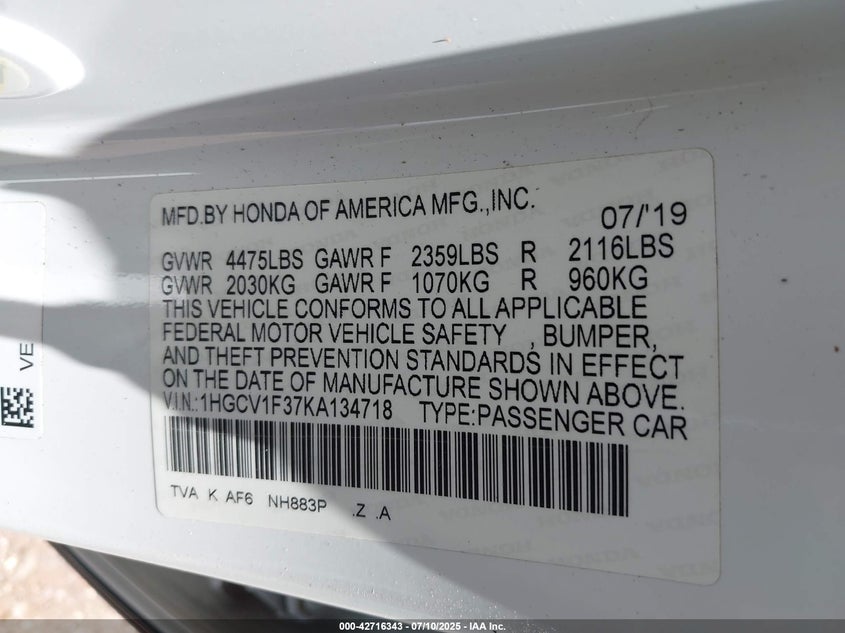 MFD.BY HONDA OF AMERICA MFG.,INC. 07/'19
GVWR 4475LBS GAWR F 2359LBS R 2116LBS
GVWR 2030KG GAWR F 1070KG R 960KG
THIS VEHICLE CONFORMS TO ALL APPLICABLE
FEDERAL MOTOR VEHICLE SAFETY , BUMPER,
AND THEFT PREVENTION STANDARDS IN EFFECT
ON THE DATE OF MANUFACTURE SHOWN ABOVE.
V.I.N.:1HGCV1F37KA134718 TYPE:PASSENGER CAR
TVA K AF6 NH883P .Z .A
VE
000-42716343 / 07/10/2025 - IAA Inc.